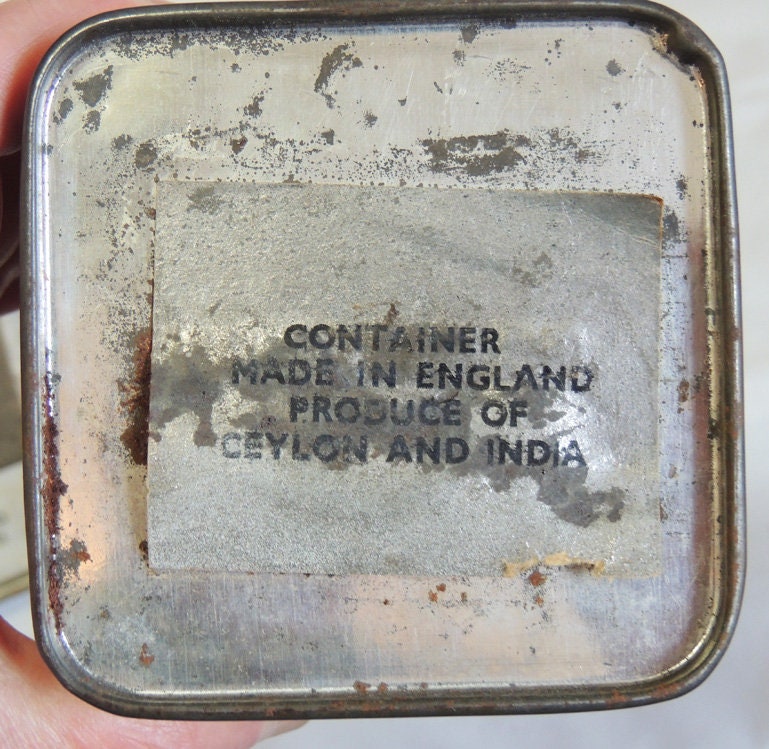 CONTAINER
MADE IN ENGLAND
PRODUCE OF
CEYLON AND INDIA